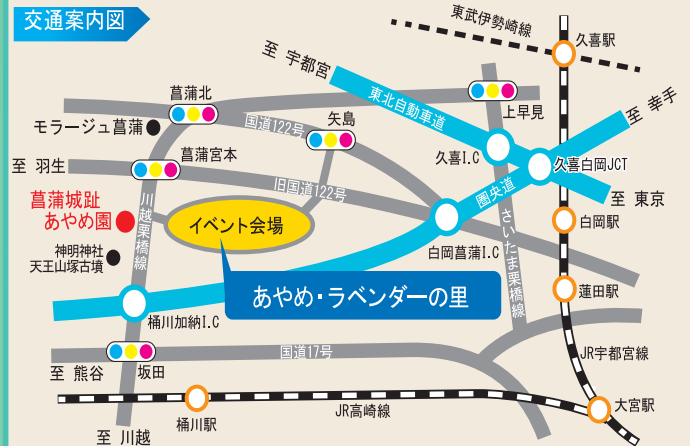 交通案内図
東武伊勢崎線
久喜駅
至 宇都宮
至 幸手
東北自動車道
菖蒲北
上早見
矢島
国道122号
モラージュ菖蒲
菖蒲宮本
久喜I.C
久喜白岡JCT
至 羽生
旧国道122号
圏央道
至 東京
菖蒲城趾
あやめ園
川越栗橋線
イベント会場
さいたま栗橋線
白岡駅
白岡菖蒲I.C
神明神社
天王山塚古墳
あやめ・ラベンダーの里
蓮田駅
桶川加納I.C
国道17号
JR宇都宮線
至 熊谷
坂田
JR高崎線
大宮駅
桶川駅
至 川越